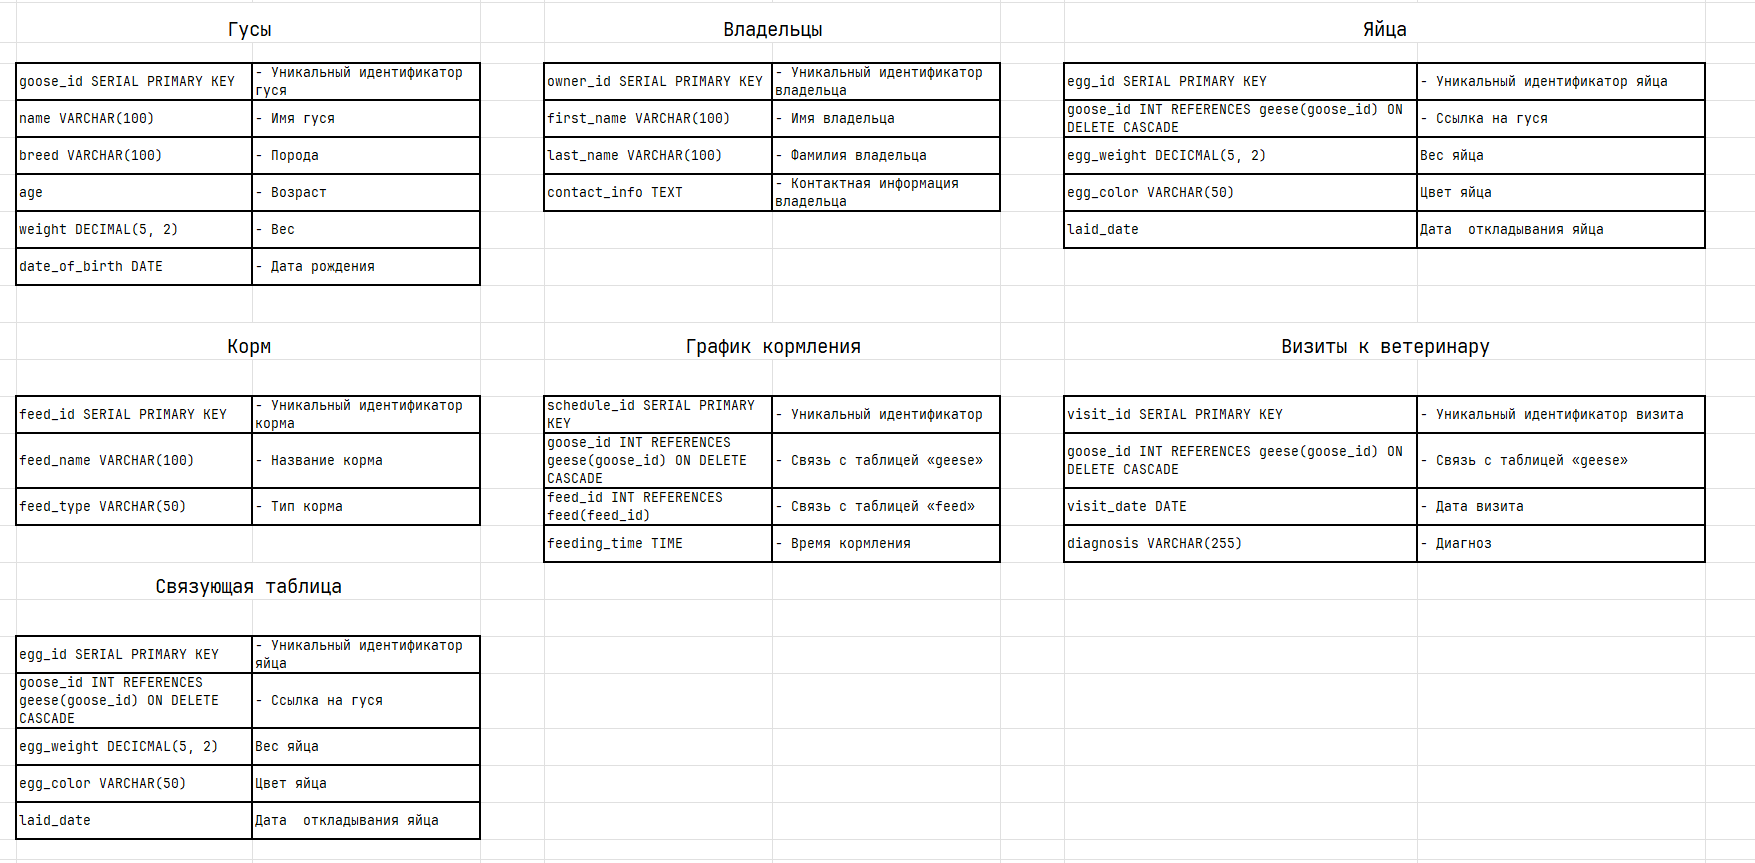 Гусы
goose_id SERIAL PRIMARY KEY
- Уникальный идентификатор
гуся
name VARCHAR(100)
- Имя гуся
breed VARCHAR(100)
- Порода
age
- Возраст
weight DECIMAL(5, 2)
- Вес
date_of_birth DATE
- Дата рождения
Владельцы
owner_id SERIAL PRIMARY KEY
- Уникальный идентификатор
владельца
first_name VARCHAR(100)
- Имя владельца
last_name VARCHAR(100)
- Фамилия владельца
contact_info TEXT
- Контактная информация
владельца
Яйца
egg_id SERIAL PRIMARY KEY
- Уникальный идентификатор яйца
goose_id INT REFERENCES geese(goose_id) ON
DELETE CASCADE
- Ссылка на гуся
egg_weight DECICMAL(5, 2)
Вес яйца
egg_color VARCHAR(50)
Цвет яйца
laid_date
Дата  откладывания яйца
Корм
feed_id SERIAL PRIMARY KEY
- Уникальный идентификатор
корма
feed_name VARCHAR(100)
- Название корма
feed_type VARCHAR(50)
- Тип корма
График кормления
schedule_id SERIAL PRIMARY
KEY
- Уникальный идентификатор
goose_id INT REFERENCES
geese(goose_id) ON DELETE
CASCADE
- Связь с таблицей «geese»
feed_id INT REFERENCES
feed(feed_id)
- Связь с таблицей «feed»
feeding_time TIME
- Время кормления
Визиты к ветеринару
visit_id SERIAL PRIMARY KEY
- Уникальный идентификатор визита
goose_id INT REFERENCES geese(goose_id) ON
DELETE CASCADE
- Связь с таблицей «geese»
visit_date DATE
- Дата визита
diagnosis VARCHAR(255)
- Диагноз
Связующая таблица
egg_id SERIAL PRIMARY KEY
- Уникальный идентификатор
яйца
goose_id INT REFERENCES
geese(goose_id) ON DELETE
CASCADE
- Ссылка на гуся
egg_weight DECICMAL(5, 2)
Вес яйца
egg_color VARCHAR(50)
Цвет яйца
laid_date
Дата  откладывания яйца